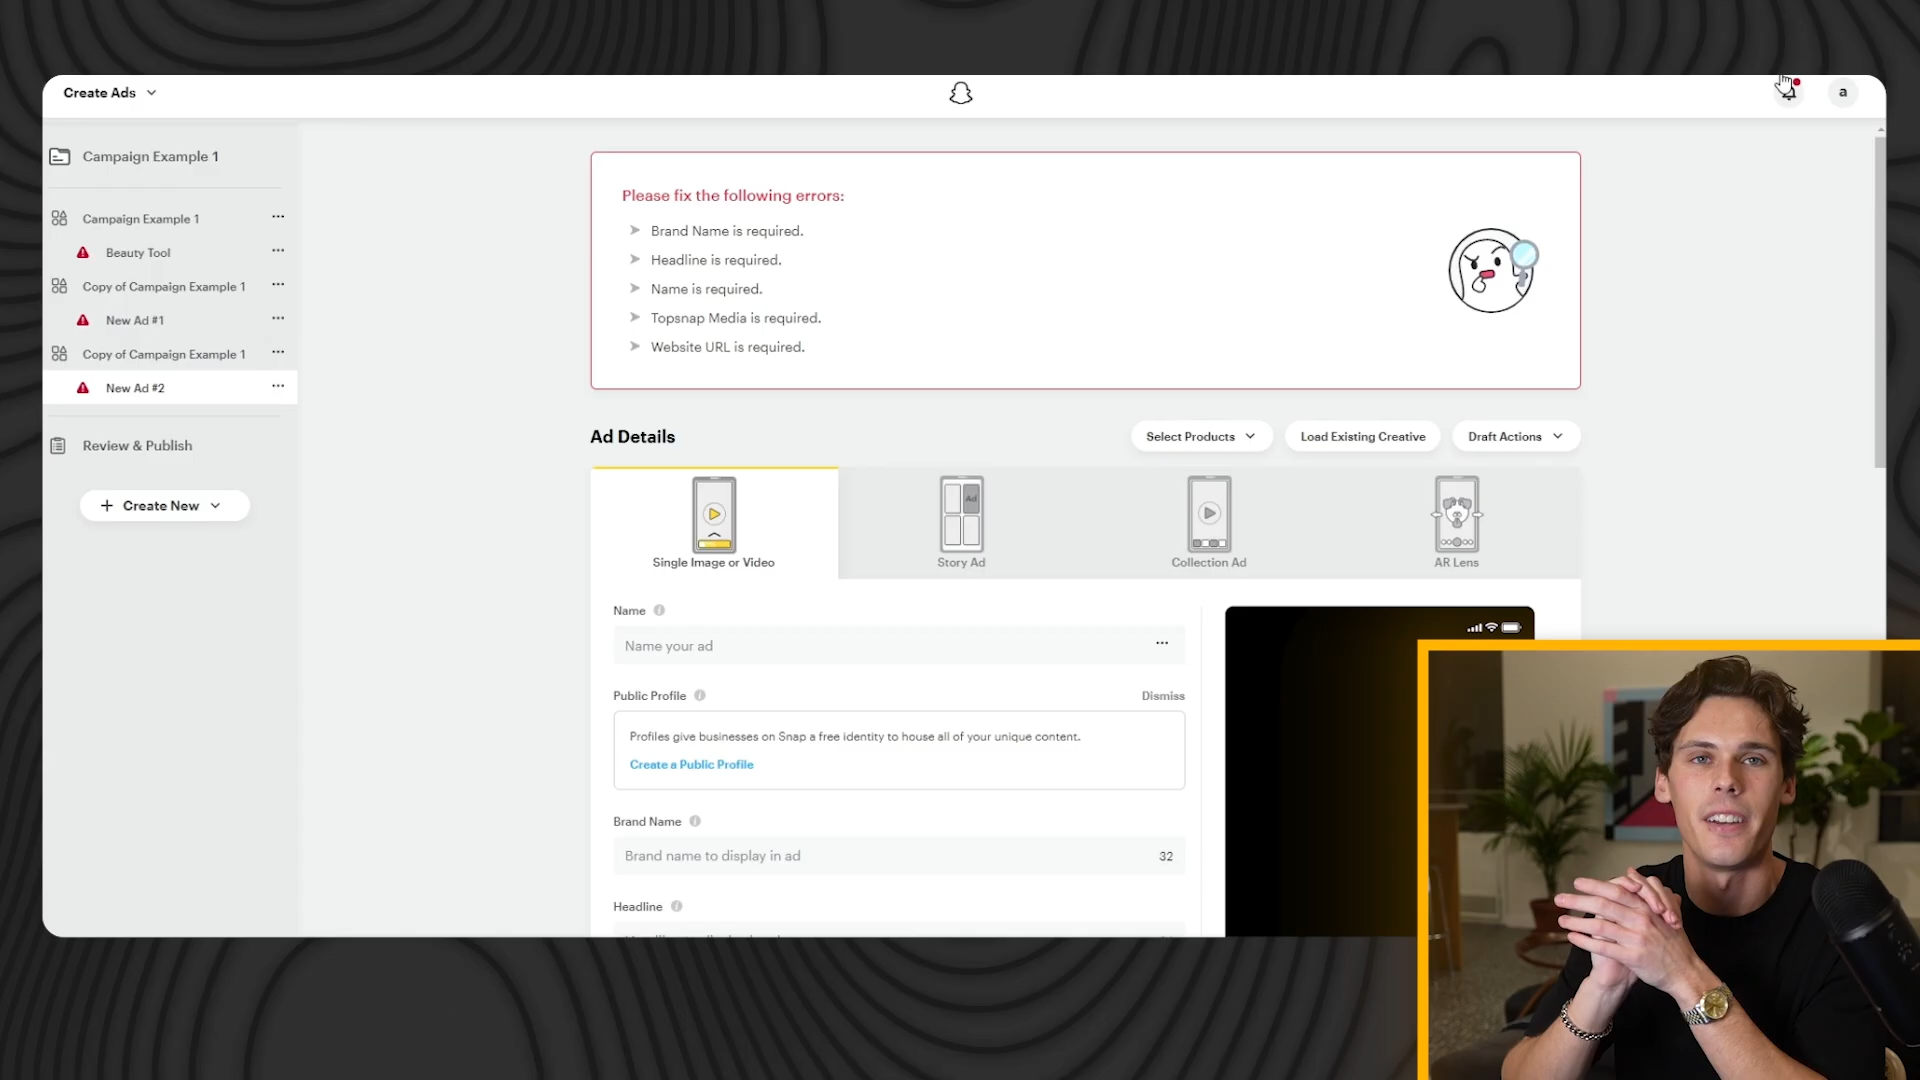 Create Ads
a
Campaign Example 1
Campaign Example 1
Beauty Tool
Copy of Campaign Example 1
New Ad #1
Copy of Campaign Example 1
New Ad #2
Review & Publish
+ Create New
Please fix the following errors:
Brand Name is required.
Headline is required.
Name is required.
Topsnap Media is required.
Website URL is required.
Ad Details
Select Products
Load Existing Creative
Draft Actions
Ad
Single Image or Video
Story Ad
Collection Ad
AR Lens
Name
Name your ad
Public Profile
Dismiss
Profiles give businesses on Snap a free identity to house all of your unique content.
Create a Public Profile
Brand Name
Brand name to display in ad
32
Headline